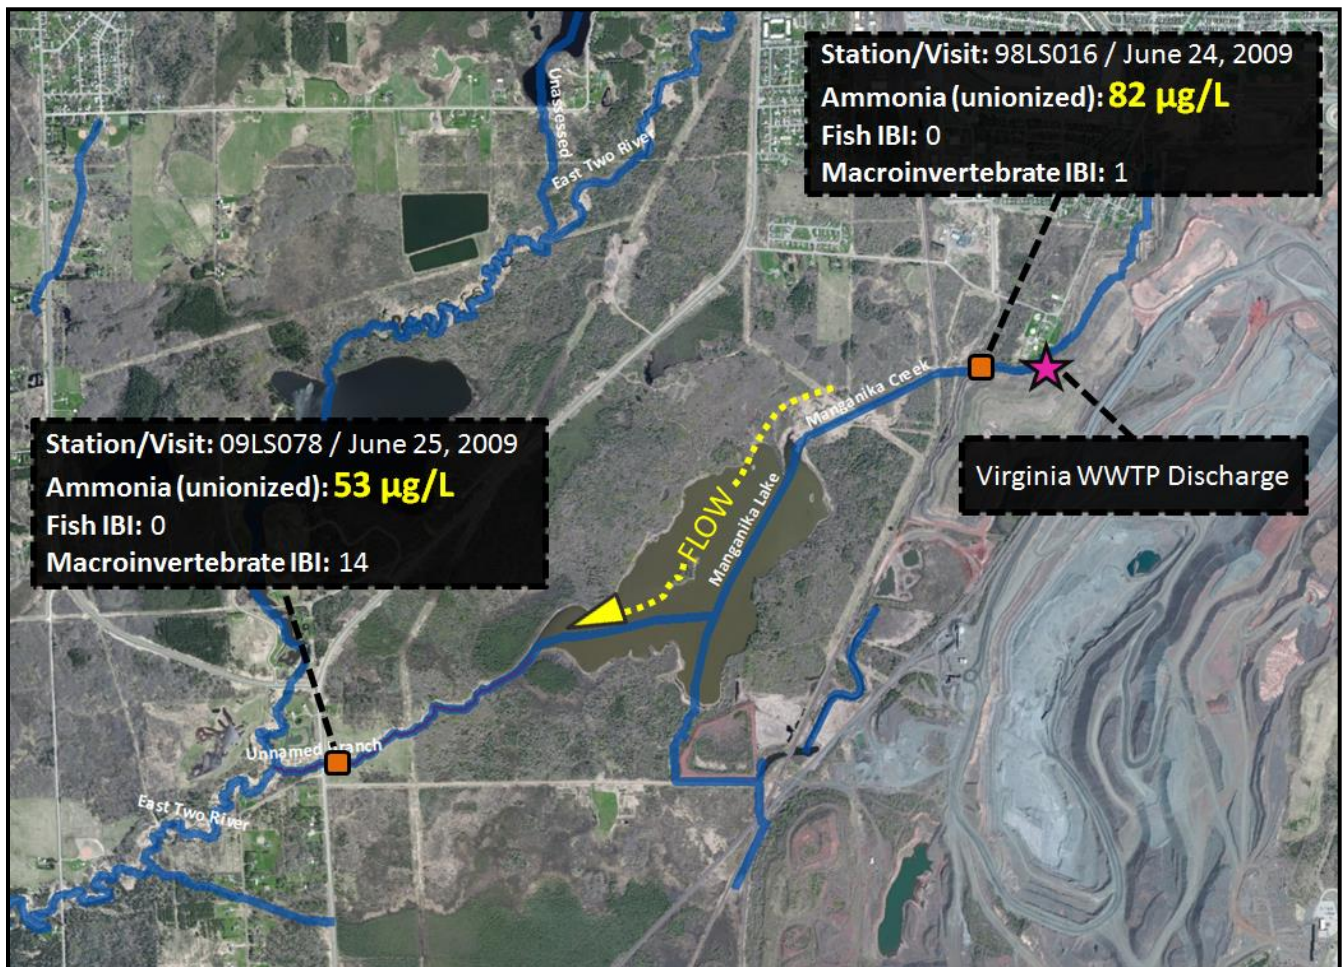 Station/Visit: 98LS016 / June 24, 2009
Ammonia (unionized): 82 µg/L
Fish IBI: 0
Macroinvertebrate IBI: 1
Unassessed
East Two River
Manganika Creek
Virginia WWTP Discharge
Station/Visit: 09LS078 / June 25, 2009
Ammonia (unionized): 53 µg/L
Fish IBI: 0
Macroinvertebrate IBI: 14
FLOW
Manganika Lake
Unnamed Branch
East Two River